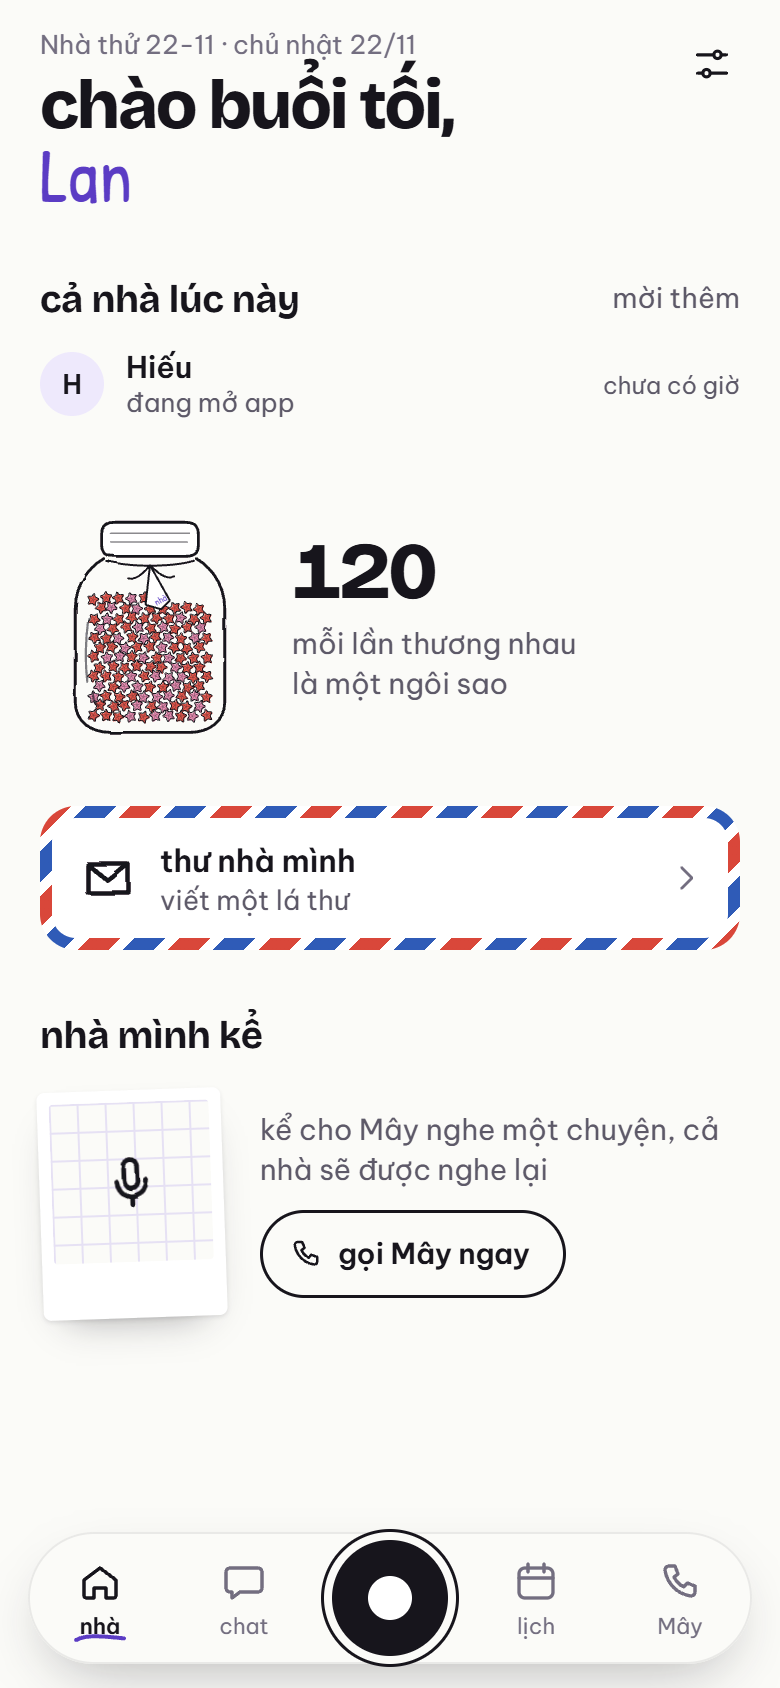 Nhà thử 22-11 · chủ nhật 22/11
chào buổi tối,
Lan
cả nhà lúc này
mời thêm
H
Hiếu
đang mở app
chưa có giờ
nhà
120
mỗi lần thương nhau
là một ngôi sao
thư nhà mình
viết một lá thư
nhà mình kể
kể cho Mây nghe một chuyện, cả
nhà sẽ được nghe lại
gọi Mây ngay
nhà
chat
lịch
Mây